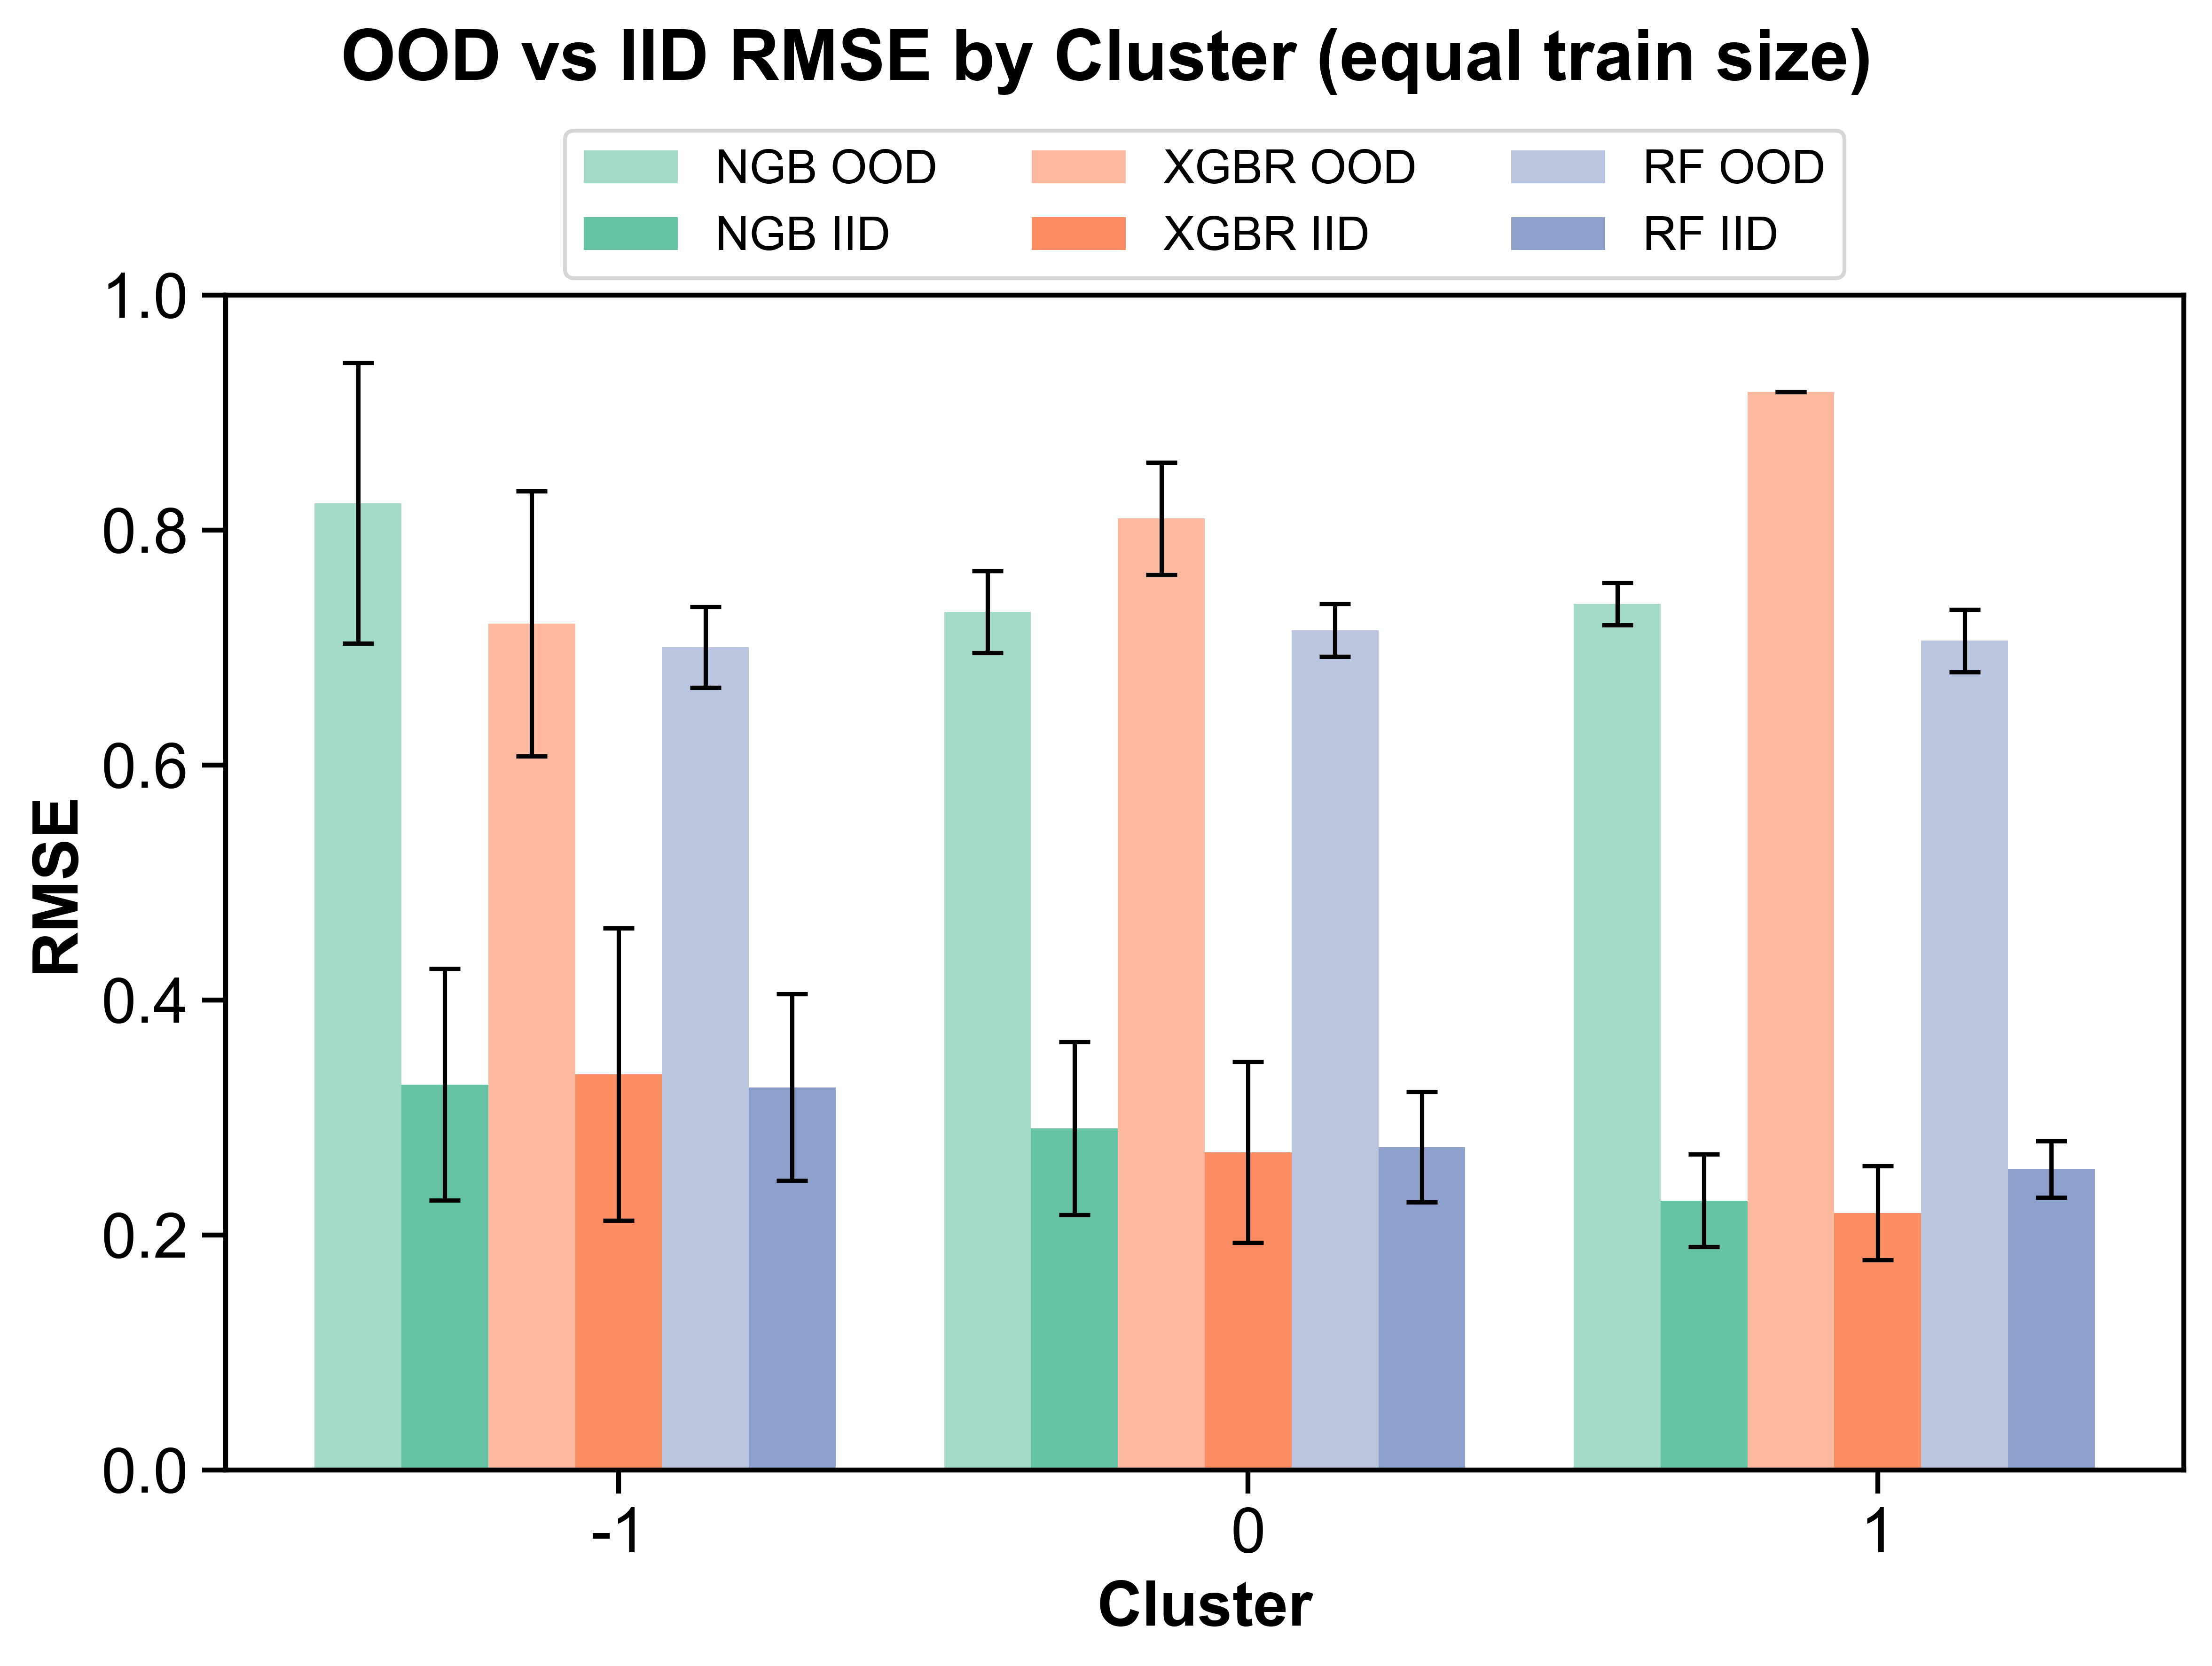 OOD vs IID RMSE by Cluster (equal train size)
NGB OOD XGBR OOD RF OOD
NGB IID XGBR IID RF IID
1.0
0.8
0.6
0.4
0.2
0.0
RMSE
-1 0 1
Cluster